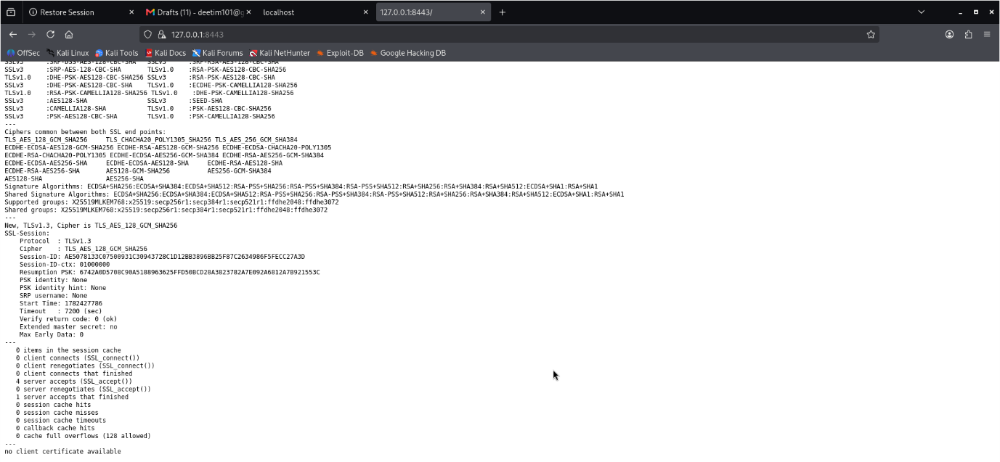 Restore Session
Drafts (11) - deetim101@g
localhost
127.0.0.1:8443/
127.0.0.1:8443
OffSec Kali Linux Kali Tools Kali Docs Kali Forums Kali NetHunter Exploit-DB Google Hacking DB
SSLv3 :SRP-DSS-AES-128-CBC-SHA SSLv3 :SRP-RSA-AES-128-CBC-SHA
SSLv3 :SRP-AES-128-CBC-SHA TLSv1.0 :RSA-PSK-AES128-CBC-SHA256
TLSv1.0 :DHE-PSK-AES128-CBC-SHA256 SSLv3 :RSA-PSK-AES128-CBC-SHA
SSLv3 :DHE-PSK-AES128-CBC-SHA TLSv1.0 :ECDHE-PSK-CAMELLIA128-SHA256
TLSv1.0 :RSA-PSK-CAMELLIA128-SHA256 TLSv1.0 :DHE-PSK-CAMELLIA128-SHA256
SSLv3 :AES128-SHA SSLv3 :SEED-SHA
SSLv3 :CAMELLIA128-SHA TLSv1.0 :PSK-AES128-CBC-SHA256
SSLv3 :PSK-AES128-CBC-SHA TLSv1.0 :PSK-CAMELLIA128-SHA256
---
Ciphers common between both SSL end points:
TLS_AES_128_GCM_SHA256 TLS_CHACHA20_POLY1305_SHA256 TLS_AES_256_GCM_SHA384
ECDHE-ECDSA-AES128-GCM-SHA256 ECDHE-RSA-AES128-GCM-SHA256 ECDHE-ECDSA-CHACHA20-POLY1305
ECDHE-RSA-CHACHA20-POLY1305 ECDHE-ECDSA-AES256-GCM-SHA384 ECDHE-RSA-AES256-GCM-SHA384
ECDHE-ECDSA-AES256-SHA ECDHE-ECDSA-AES128-SHA ECDHE-RSA-AES128-SHA
ECDHE-RSA-AES256-SHA AES128-GCM-SHA256 AES256-GCM-SHA384
AES128-SHA AES256-SHA
Signature Algorithms: ECDSA+SHA256:ECDSA+SHA384:ECDSA+SHA512:RSA-PSS+SHA256:RSA-PSS+SHA384:RSA-PSS+SHA512:RSA+SHA256:RSA+SHA384:RSA+SHA512:ECDSA+SHA1:RSA+SHA1
Shared Signature Algorithms: ECDSA+SHA256:ECDSA+SHA384:ECDSA+SHA512:RSA-PSS+SHA256:RSA-PSS+SHA384:RSA-PSS+SHA512:RSA+SHA256:RSA+SHA384:RSA+SHA512:ECDSA+SHA1:RSA+SHA1
Supported groups: X25519MLKEM768:x25519:secp256r1:secp384r1:secp521r1:ffdhe2048:ffdhe3072
Shared groups: X25519MLKEM768:x25519:secp256r1:secp384r1:secp521r1:ffdhe2048:ffdhe3072
---
New, TLSv1.3, Cipher is TLS_AES_128_GCM_SHA256
SSL-Session:
Protocol : TLSv1.3
Cipher : TLS_AES_128_GCM_SHA256
Session-ID: AE5078133C07500931C30943728C1D12BB3896BB25F87C2634986F5FECC27A3D
Session-ID-ctx: 01000000
Resumption PSK: 6742A0D5708C90A5188963625FFD50BCD28A3823782A7E092A6812A7B921553C
PSK identity: None
PSK identity hint: None
SRP username: None
Start Time: 1782427786
Timeout : 7200 (sec)
Verify return code: 0 (ok)
Extended master secret: no
Max Early Data: 0
---
0 items in the session cache
0 client connects (SSL_connect())
0 client renegotiates (SSL_connect())
0 client connects that finished
4 server accepts (SSL_accept())
0 server renegotiates (SSL_accept())
1 server accepts that finished
0 session cache hits
0 session cache misses
0 session cache timeouts
0 callback cache hits
0 cache full overflows (128 allowed)
---
no client certificate available